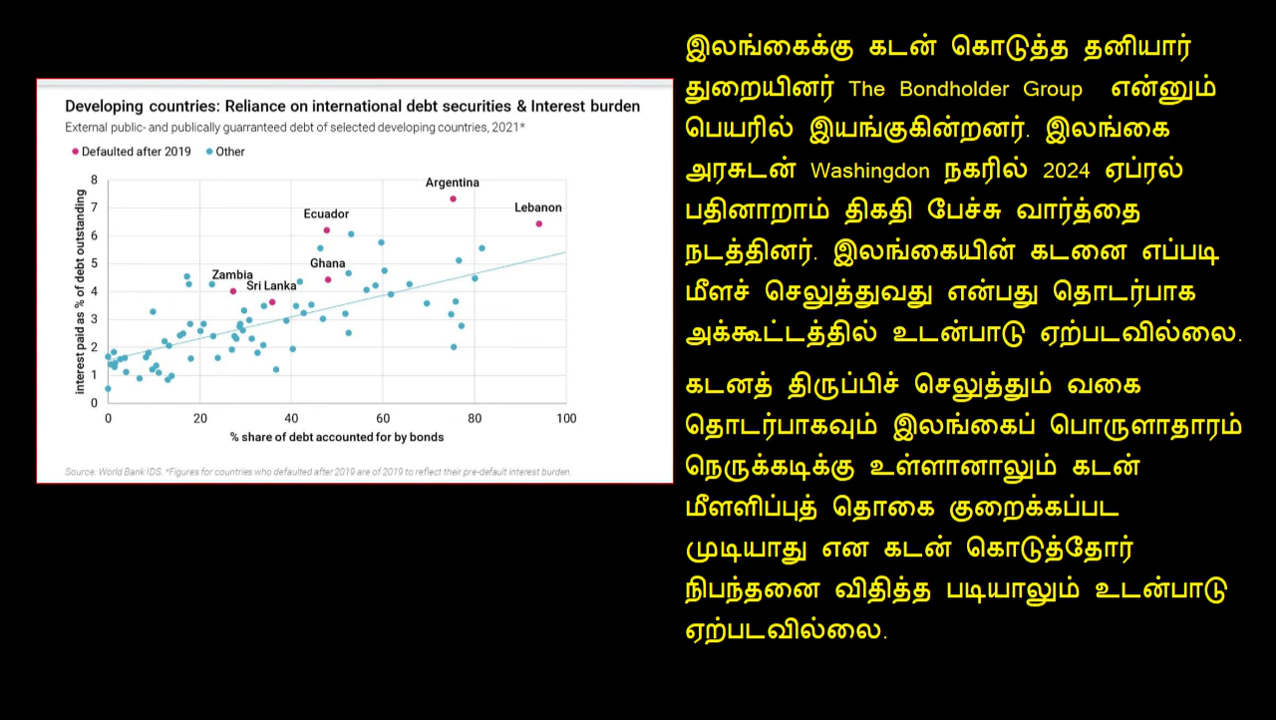 Developing countries: Reliance on international debt securities & Interest burden
External public- and publically guarranteed debt of selected developing countries, 2021*
Defaulted after 2019 Other
interest paid as % of debt outstanding
8
7
6
5
4
3
2
1
0
Argentina
Lebanon
Ecuador
Ghana
Zambia
Sri Lanka
0 20 40 60 80 100
% share of debt accounted for by bonds
Source: World Bank IDS. *Figures for countries who defaulted after 2019 are of 2019 to reflect their pre-default interest burden.
இலங்கைக்கு கடன் கொடுத்த தனியார்
துறையினர் The Bondholder Group என்னும்
பெயரில் இயங்குகின்றனர். இலங்கை
அரசுடன் Washingdon நகரில் 2024 ஏப்ரல்
பதினாறாம் திகதி பேச்சு வார்த்தை
நடத்தினர். இலங்கையின் கடனை எப்படி
மீளச் செலுத்துவது என்பது தொடர்பாக
அக்கூட்டத்தில் உடன்பாடு ஏற்படவில்லை.
கடனத் திருப்பிச் செலுத்தும் வகை
தொடர்பாகவும் இலங்கைப் பொருளாதாரம்
நெருக்கடிக்கு உள்ளானாலும் கடன்
மீளளிப்புத் தொகை குறைக்கப்பட
முடியாது என கடன் கொடுத்தோர்
நிபந்தனை விதித்த படியாலும் உடன்பாடு
ஏற்படவில்லை.